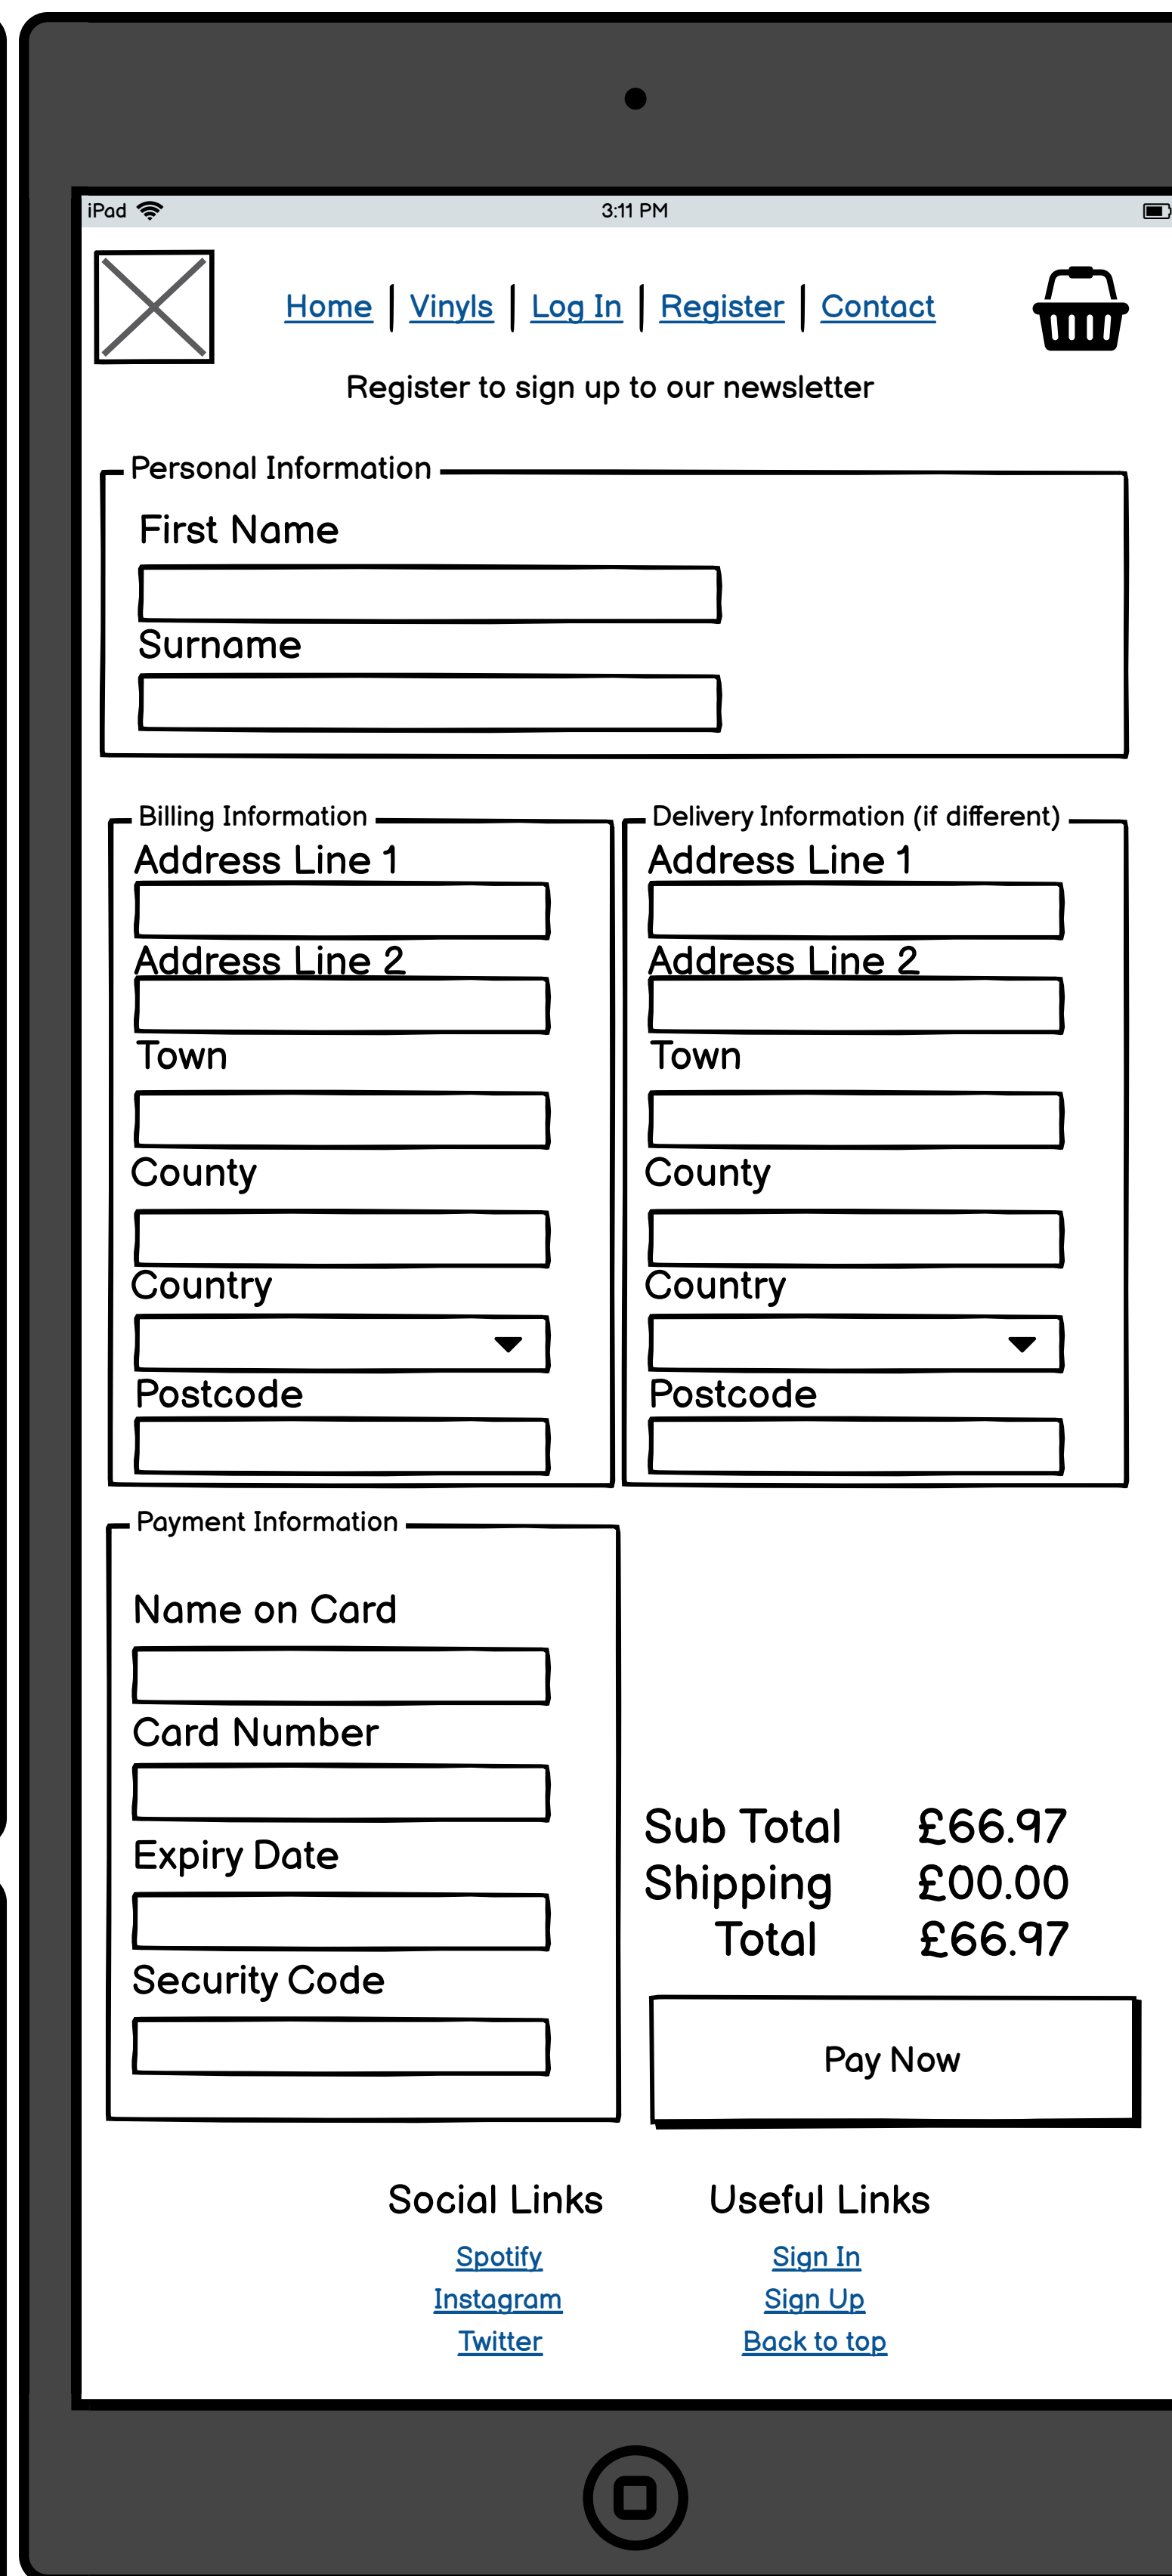 iPad 3:11 PM
Home Vinyls Log In Register Contact
Register to sign up to our newsletter
Personal Information
First Name
Surname
Billing Information
Address Line 1
Address Line 2
Town
County
Country
Postcode
Delivery Information (if different)
Address Line 1
Address Line 2
Town
County
Country
Postcode
Payment Information
Name on Card
Card Number
Expiry Date
Security Code
Sub Total £66.97
Shipping £00.00
Total £66.97
Pay Now
Social Links
Spotify
Instagram
Twitter
Useful Links
Sign In
Sign Up
Back to top